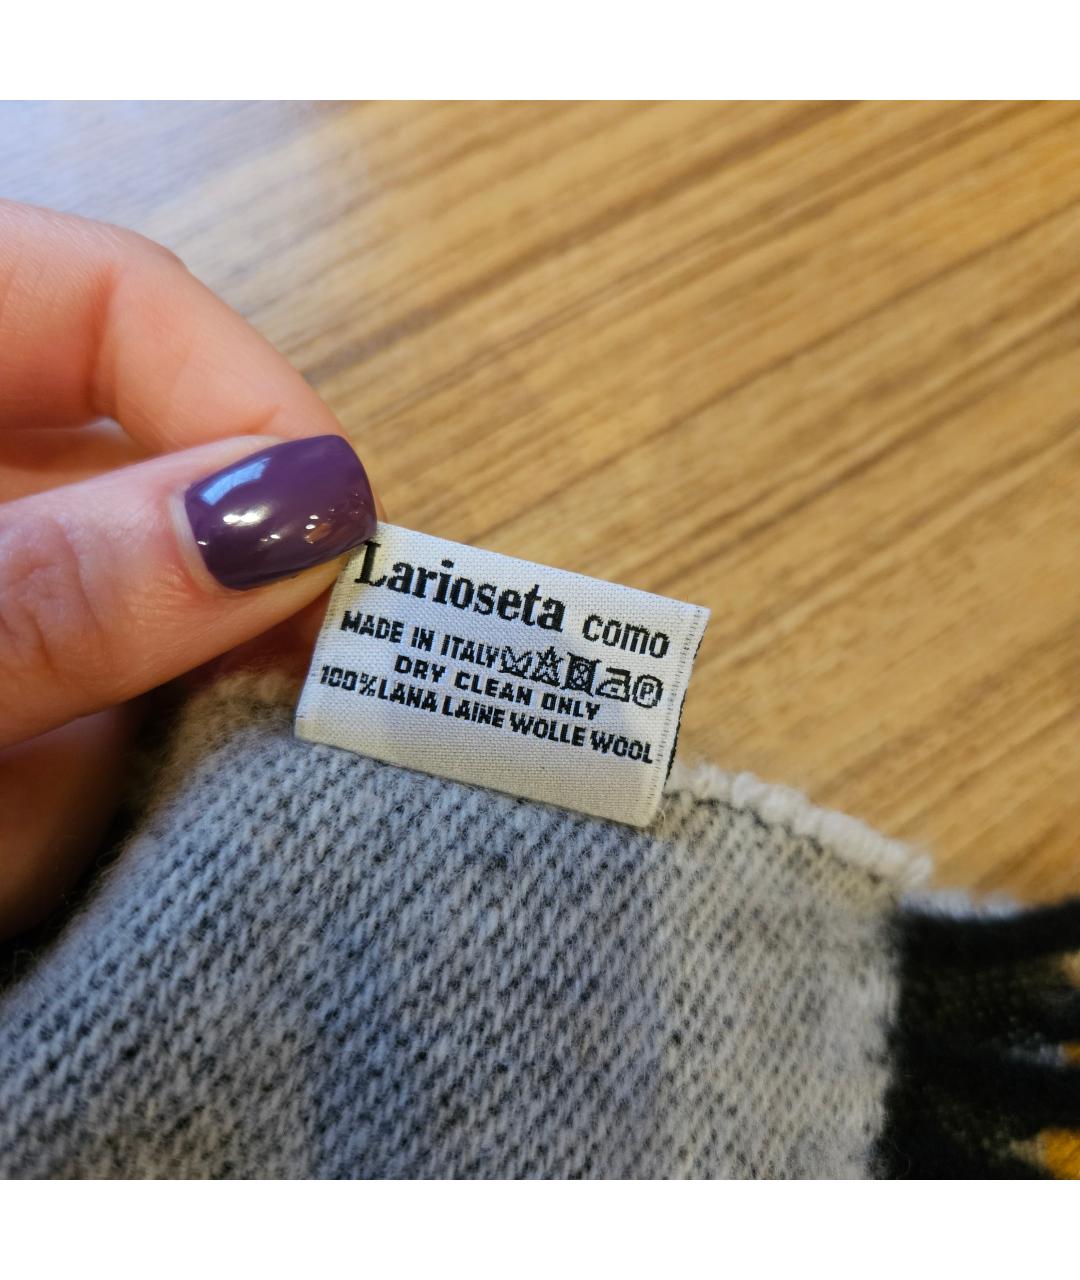 Larioseta como
MADE IN ITALY P
DRY CLEAN ONLY
100% LANA LAINE WOLLE WOOL